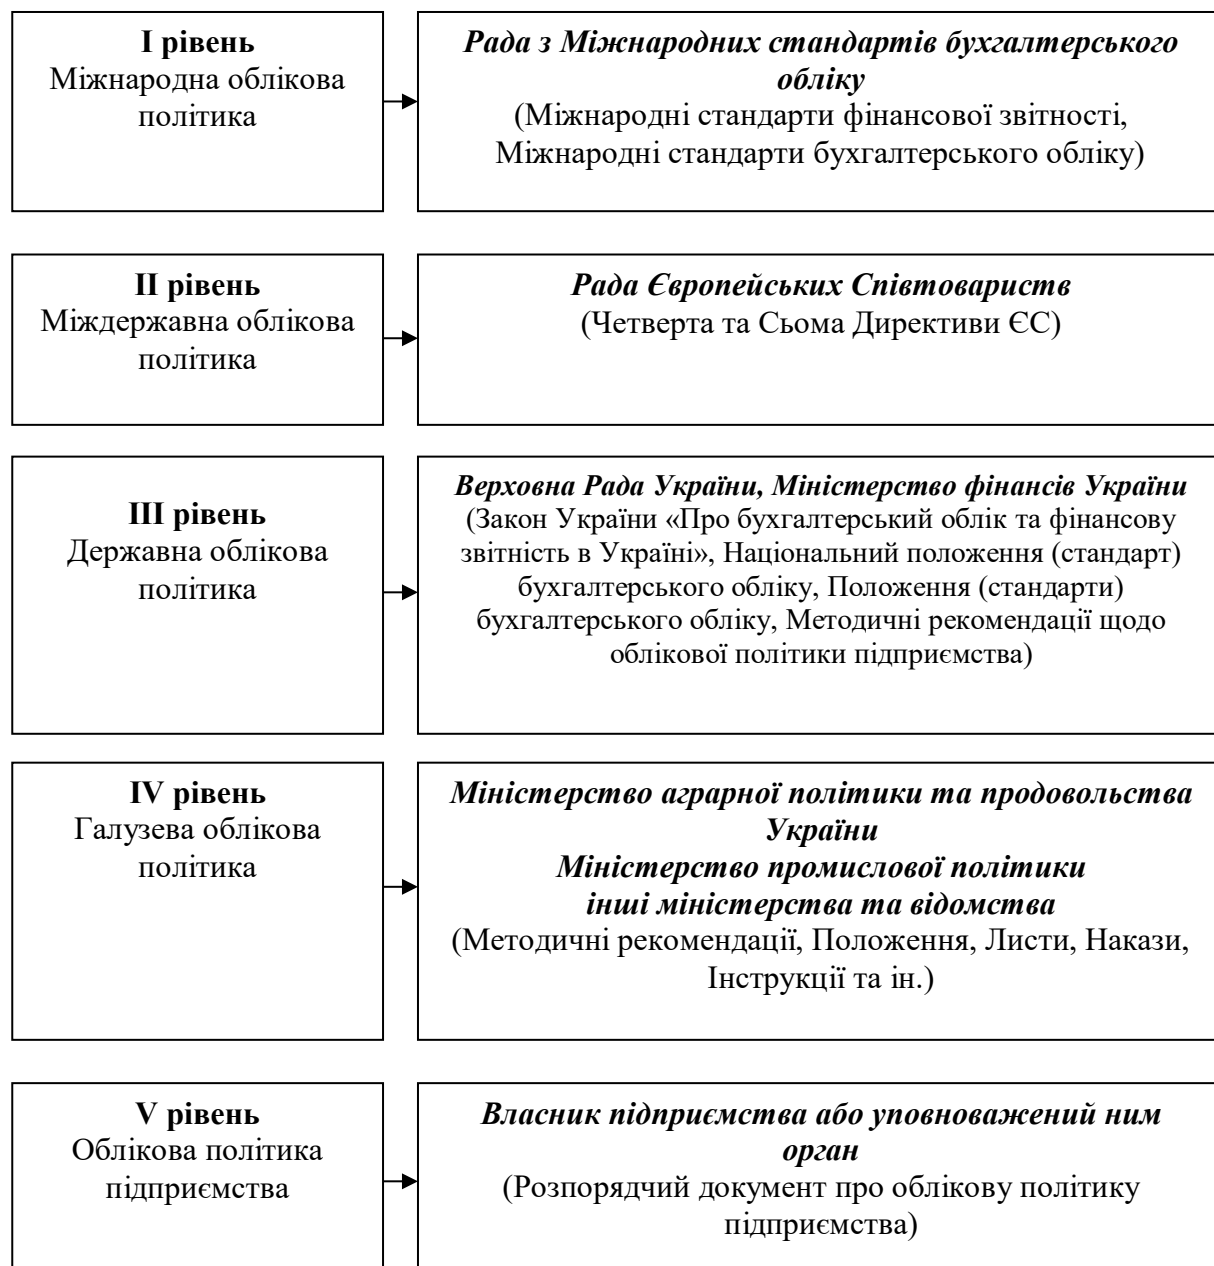 I рівень
Міжнародна облікова
політика
Рада з Міжнародних стандартів бухгалтерського
обліку
(Міжнародні стандарти фінансової звітності,
Міжнародні стандарти бухгалтерського обліку)
II рівень
Міждержавна облікова
політика
Рада Європейських Співтовариств
(Четверта та Сьома Директиви ЄС)
III рівень
Державна облікова
політика
Верховна Рада України, Міністерство фінансів України
(Закон України «Про бухгалтерський облік та фінансову
звітність в Україні», Національний положення (стандарт)
бухгалтерського обліку, Положення (стандарти)
бухгалтерського обліку, Методичні рекомендації щодо
облікової політики підприємства)
IV рівень
Галузева облікова
політика
Міністерство аграрної політики та продовольства
України
Міністерство промислової політики
інші міністерства та відомства
(Методичні рекомендації, Положення, Листи, Накази,
Інструкції та ін.)
V рівень
Облікова політика
підприємства
Власник підприємства або уповноважений ним
орган
(Розпорядчий документ про облікову політику
підприємства)